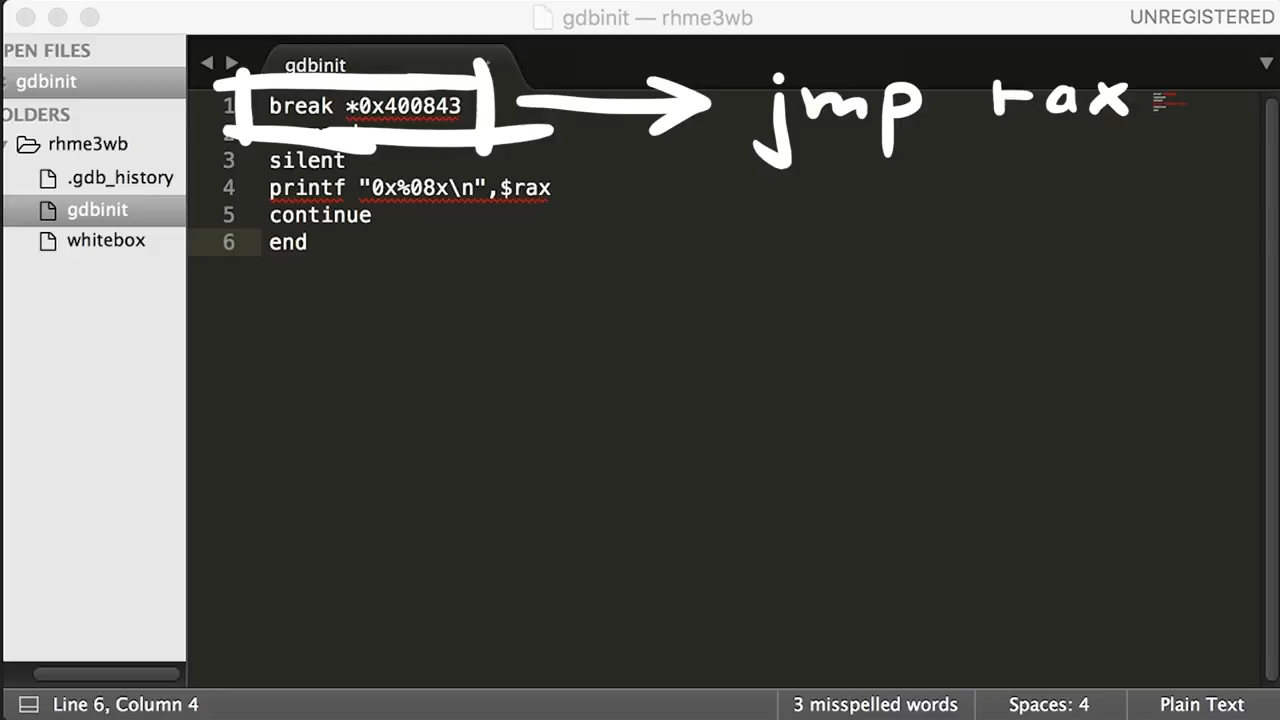 gdbinit — rhme3wb
UNREGISTERED
PEN FILES
gdbinit
OLDERS
rhme3wb
.gdb_history
gdbinit
whitebox
gdbinit
1 break *0x400843
jmp rax
3 silent
4 printf "0x%08x\n",$rax
5 continue
6 end
Line 6, Column 4
3 misspelled words
Spaces: 4
Plain Text